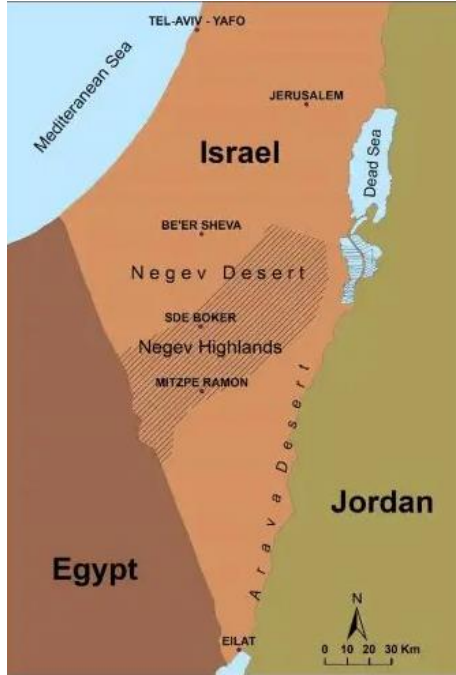 TEL-AVIV - YAFO
Mediteranean Sea
JERUSALEM
Israel
Dead Sea
BE'ER SHEVA
Negev Desert
SDE BOKER
Negev Highlands
MITZPE RAMON
Arava Desert
Jordan
Egypt
N
EILAT
0 10 20 30 Km